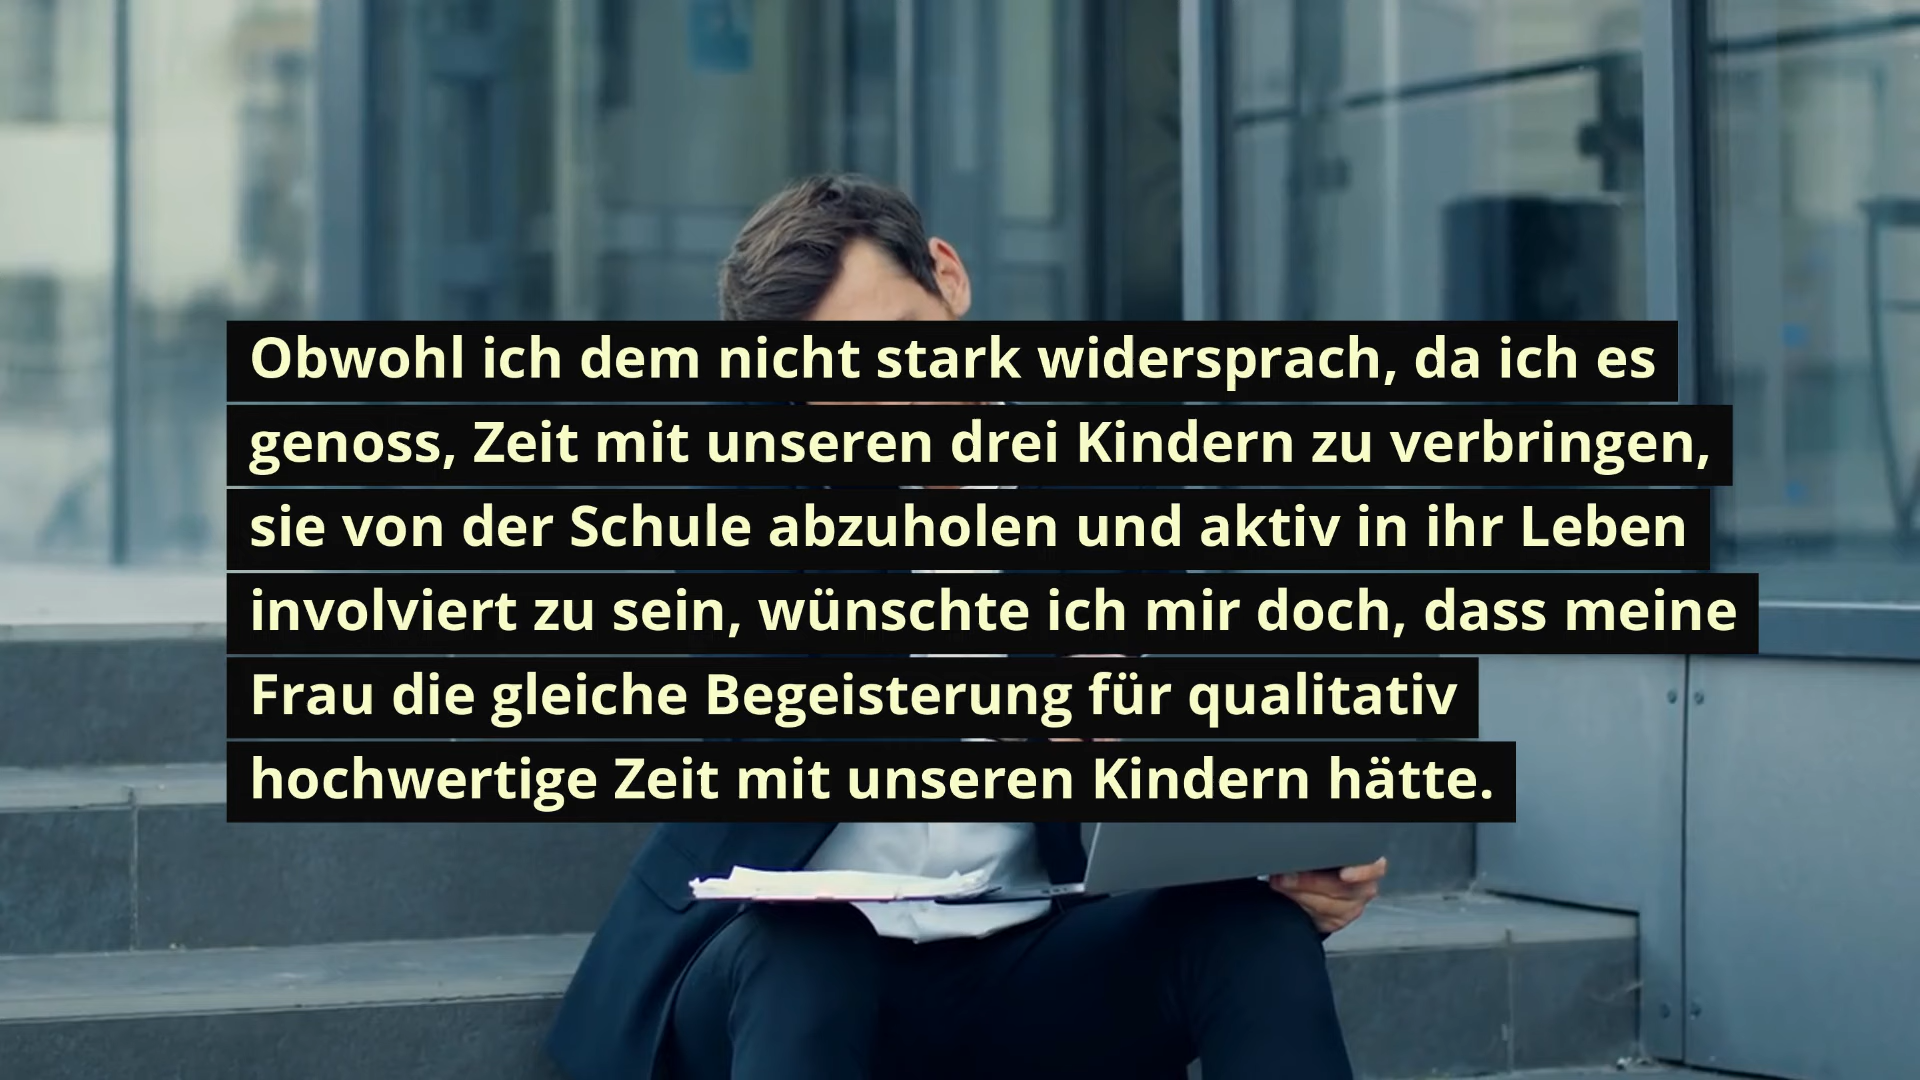 Obwohl ich dem nicht stark widersprach, da ich es
genoss, Zeit mit unseren drei Kindern zu verbringen,
sie von der Schule abzuholen und aktiv in ihr Leben
involviert zu sein, wünschte ich mir doch, dass meine
Frau die gleiche Begeisterung für qualitativ
hochwertige Zeit mit unseren Kindern hätte.